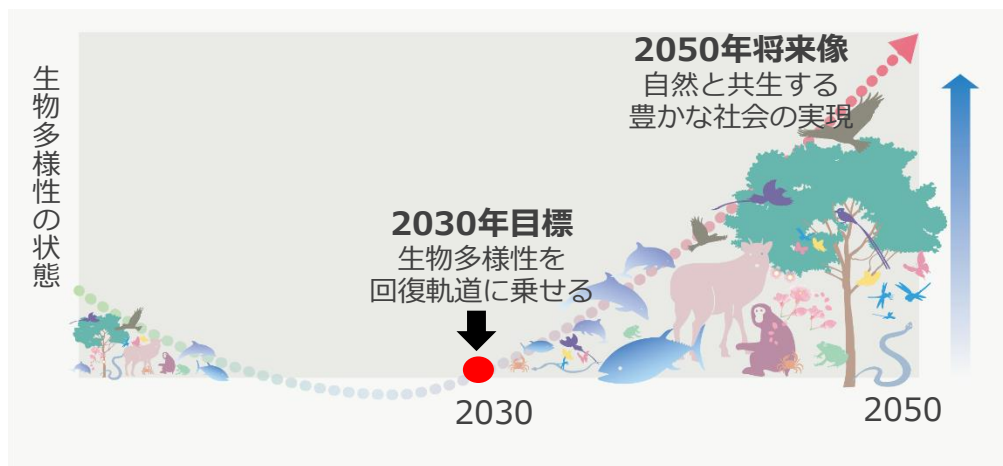 生物多様性の状態
2050年将来像
自然と共生する
豊かな社会の実現
2030年目標
生物多様性を
回復軌道に乗せる
2030
2050